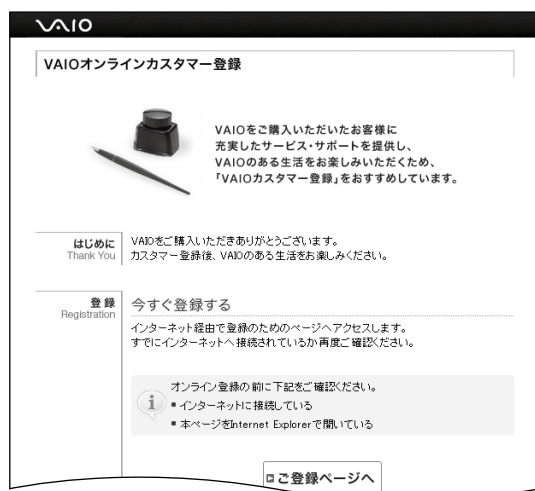 VAIO
VAIOオンラインカスタマー登録
VAIOをご購入いただいたお客様に
充実したサービス・サポートを提供し、
VAIOのある生活をお楽しみいただくため、
「VAIOカスタマー登録」をおすすめしています。
はじめに
Thank You
VAIOをご購入いただきありがとうございます。
カスタマー登録後、VAIOのある生活をお楽しみください。
登録
Registration
今すぐ登録する
インターネット経由で登録のためのページへアクセスします。
すでにインターネットへ接続されているか再度ご確認ください。
オンライン登録の前に下記をご確認ください。
■ インターネットに接続している
■ 本ページをInternet Explorerで開いている
ご登録ページへ